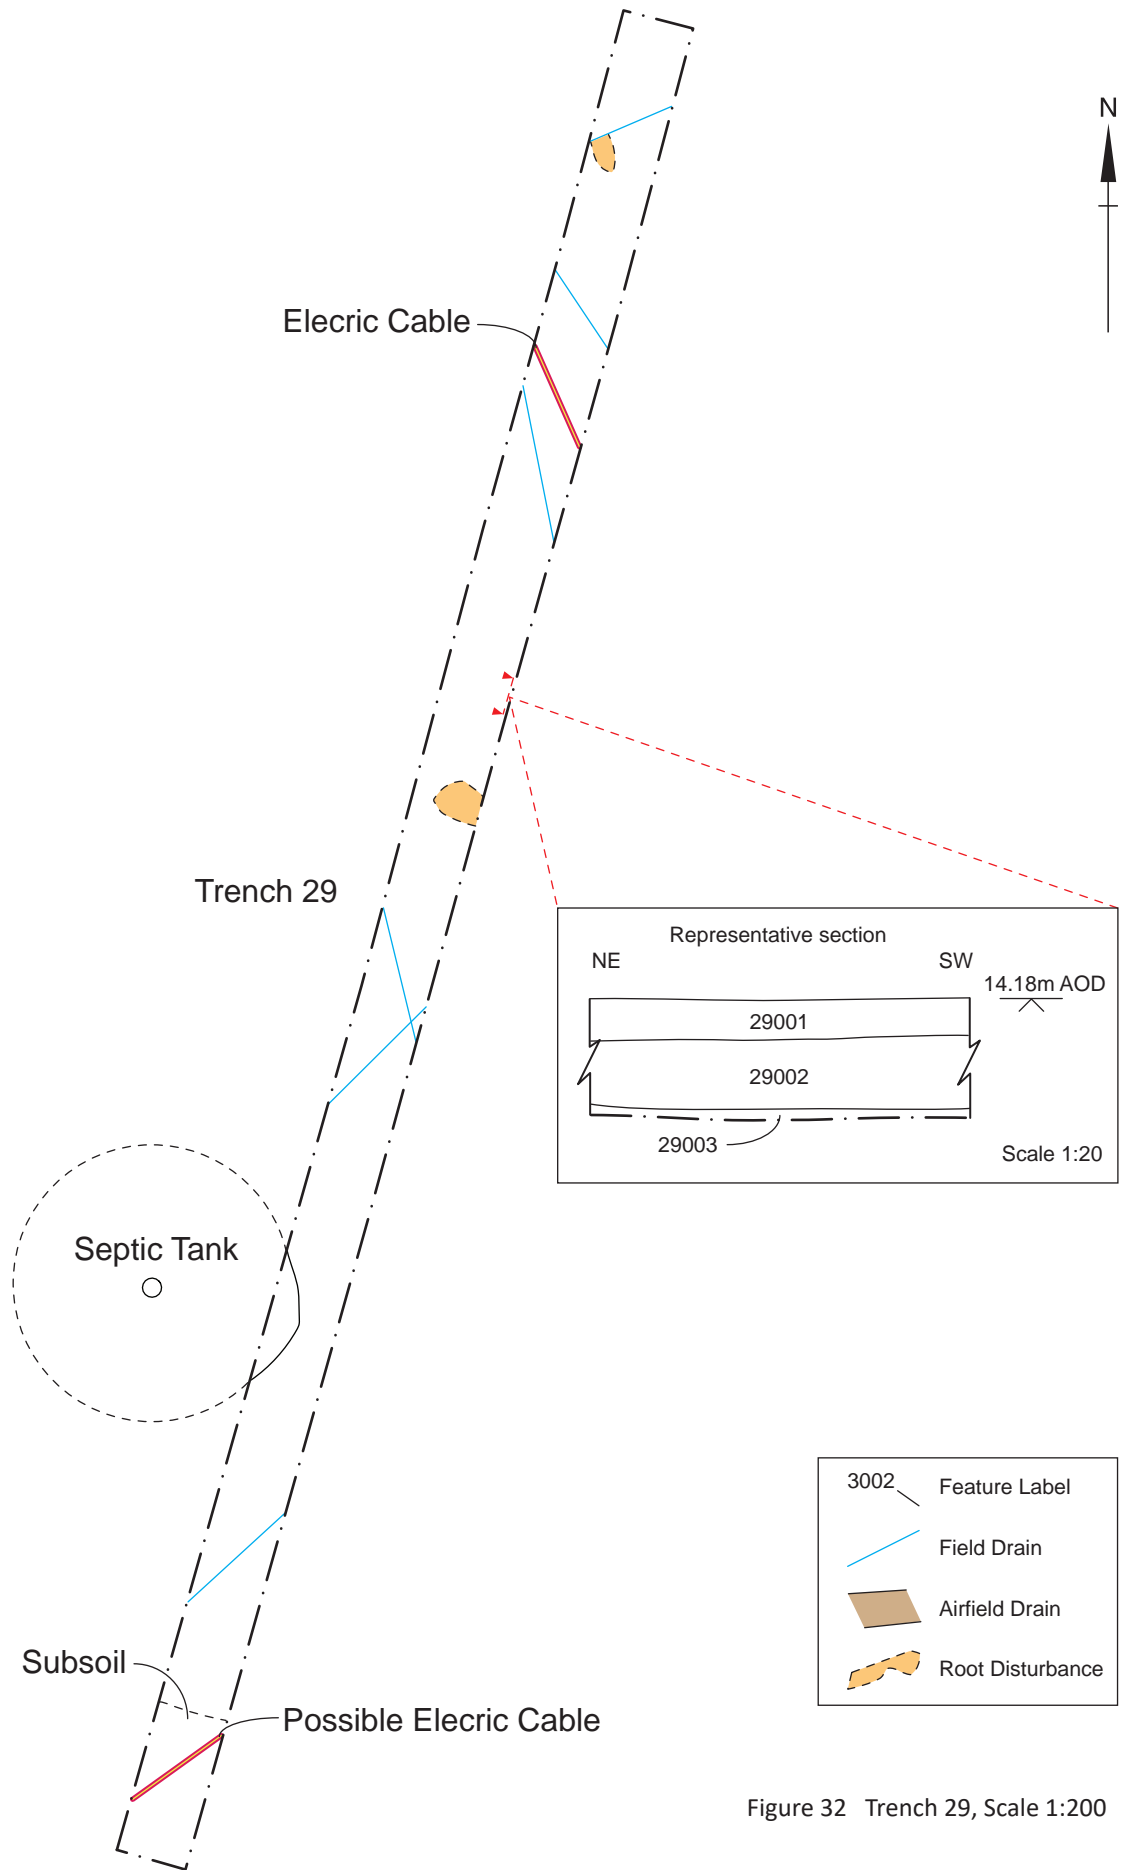 N
Elecric Cable
Trench 29
Representative section
NE
SW
14.18m AOD
29001
29002
29003
Scale 1:20
Septic Tank
3002
Feature Label
Field Drain
Airfield Drain
Root Disturbance
Subsoil
Possible Elecric Cable
Figure 32 Trench 29, Scale 1:200